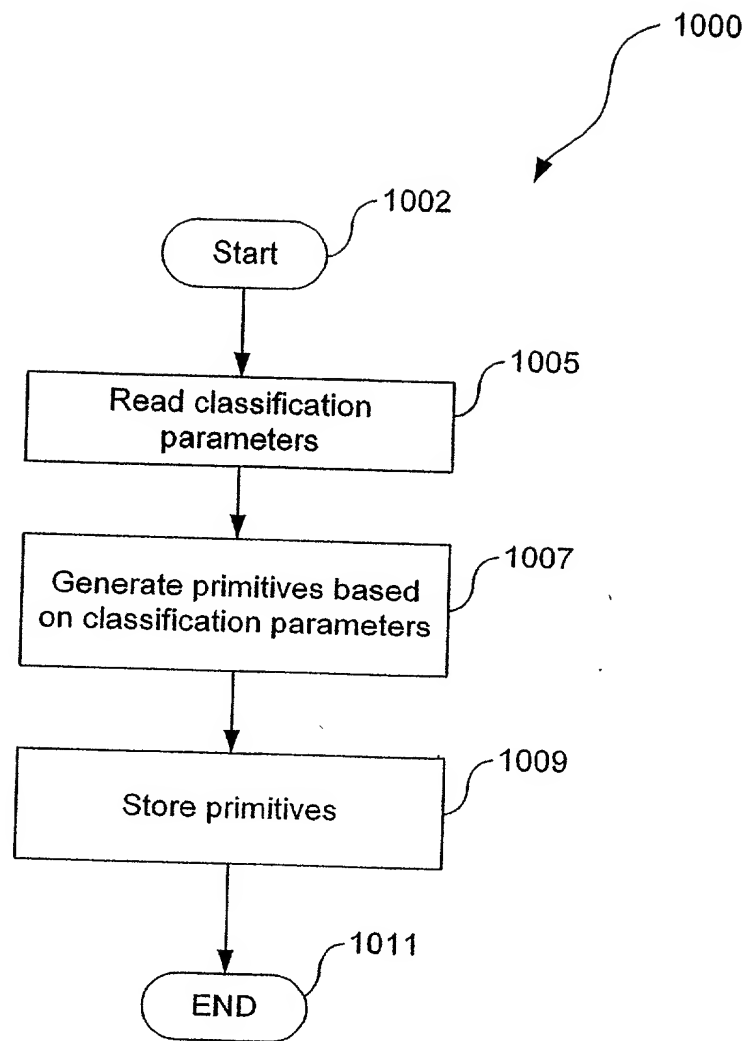 1000
1002
Start
1005
Read classification
parameters
1007
Generate primitives based
on classification parameters
1009
Store primitives
1011
END